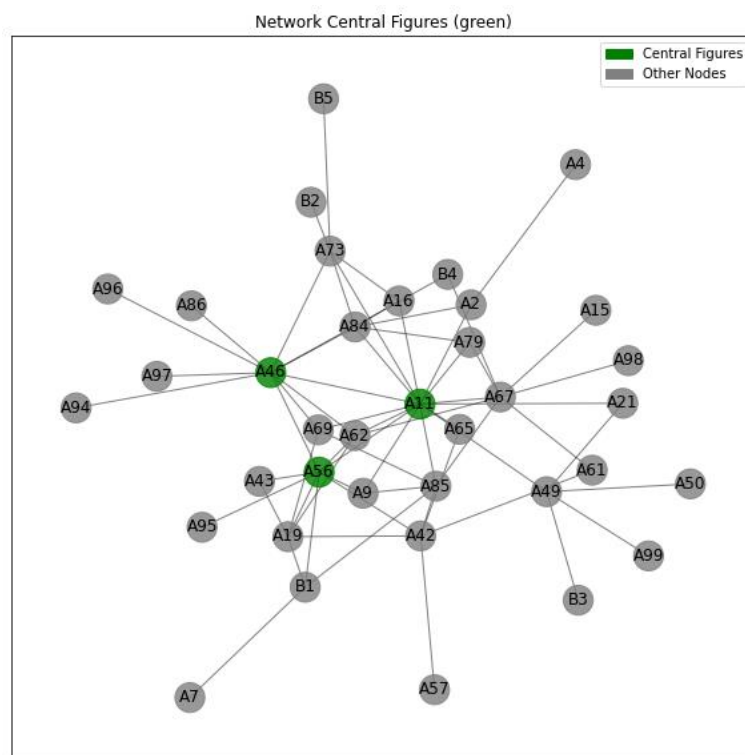 Network Central Figures (green)
Central Figures
Other Nodes
B5
A4
B2
A73
B4
A96
A16
A86
A2
A15
A84
A79
A98
A46
A97
A67
A21
A94
A11
A69
A65
A62
A61
A56
A43
A50
A85
A9
A49
A95
A19
A42
A99
B1
B3
A57
A7